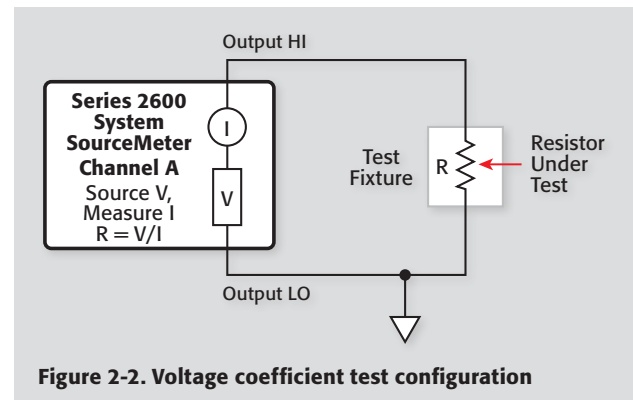 Output HI
Series 2600
System
SourceMeter
Channel A
Source V,
Measure I
R = V/I
I
V
Test
Fixture
R
Resistor
Under
Test
Output LO
Figure 2-2. Voltage coefficient test configuration